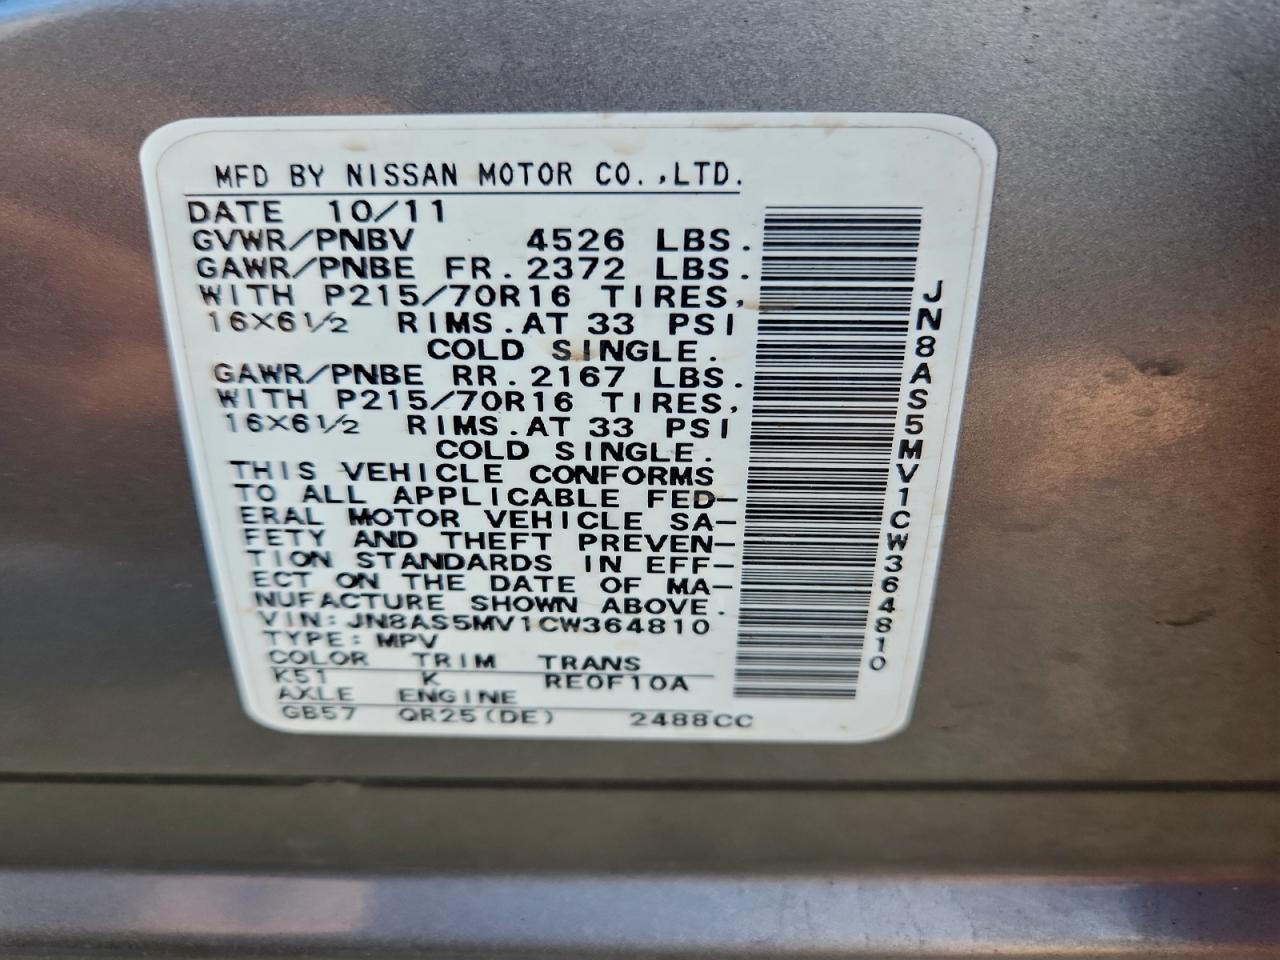 MFD BY NISSAN MOTOR CO.,LTD.
DATE 10/11
GVWR/PNBV 4526 LBS.
GAWR/PNBE FR. 2372 LBS.
WITH P215/70R16 TIRES,
16X6 1/2 RIMS. AT 33 PSI
COLD SINGLE.
GAWR/PNBE RR. 2167 LBS.
WITH P215/70R16 TIRES,
16X6 1/2 RIMS. AT 33 PSI
COLD SINGLE.
THIS VEHICLE CONFORMS
TO ALL APPLICABLE FED-
ERAL MOTOR VEHICLE SA-
FETY AND THEFT PREVEN-
TION STANDARDS IN EFF-
ECT ON THE DATE OF MA-
NUFACTURE SHOWN ABOVE.
VIN: JN8AS5MV1CW364810
TYPE: MPV
COLOR TRIM TRANS
K51 K RE0F10A
AXLE ENGINE
GB57 QR25(DE) 2488CC
JN8AS5MV1CW364810